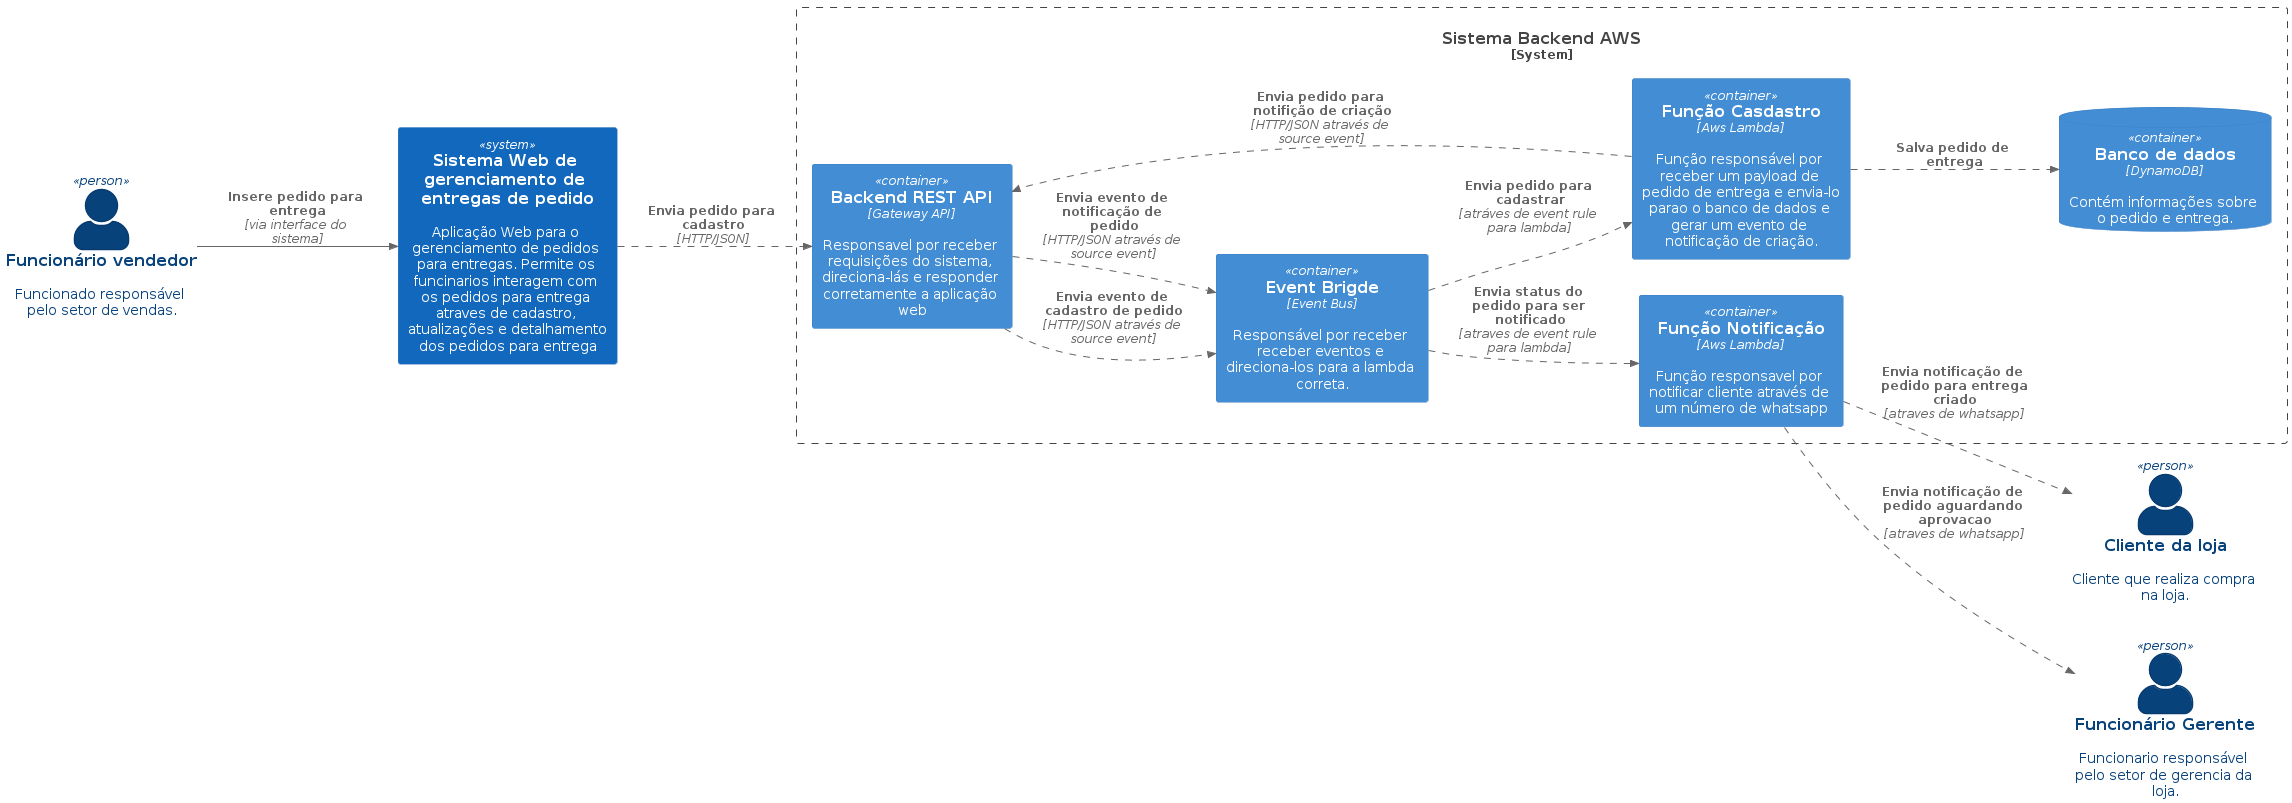 «person»
Funcionário vendedor
Funcionado responsável
pelo setor de vendas.
Insere pedido para
entrega
[via interface do
sistema]
«system»
Sistema Web de
gerenciamento de
entregas de pedido
Aplicação Web para o
gerenciamento de pedidos
para entregas. Permite os
funcinarios interagem com
os pedidos para entrega
atraves de cadastro,
atualizações e detalhamento
dos pedidos para entrega
Envia pedido para
cadastro
[HTTP/JSON]
Sistema Backend AWS
[System]
«container»
Backend REST API
[Gateway API]
Responsavel por receber
requisições do sistema,
direciona-lás e responder
corretamente a aplicação
web
Envia pedido para
notifição de criação
[HTTP/JSON através de
source event]
Envia evento de
notificação de
pedido
[HTTP/JSON através de
source event]
Envia evento de
cadastro de pedido
[HTTP/JSON através de
source event]
«container»
Event Brigde
[Event Bus]
Responsável por receber
receber eventos e
direciona-los para a lambda
correta.
Envia pedido para
cadastrar
[atráves de event rule
para lambda]
Envia status do
pedido para ser
notificado
[atraves de event rule
para lambda]
«container»
Função Casdastro
[Aws Lambda]
Função responsável por
receber um payload de
pedido de entrega e envia-lo
parao o banco de dados e
gerar um evento de
notificação de criação.
«container»
Função Notificação
[Aws Lambda]
Função responsavel por
notificar cliente através de
um número de whatsapp
Salva pedido de
entrega
«container»
Banco de dados
[DynamoDB]
Contém informações sobre
o pedido e entrega.
Envia notificação de
pedido para entrega
criado
[atraves de whatsapp]
Envia notificação de
pedido aguardando
aprovacao
[atraves de whatsapp]
«person»
Cliente da loja
Cliente que realiza compra
na loja.
«person»
Funcionário Gerente
Funcionario responsável
pelo setor de gerencia da
loja.